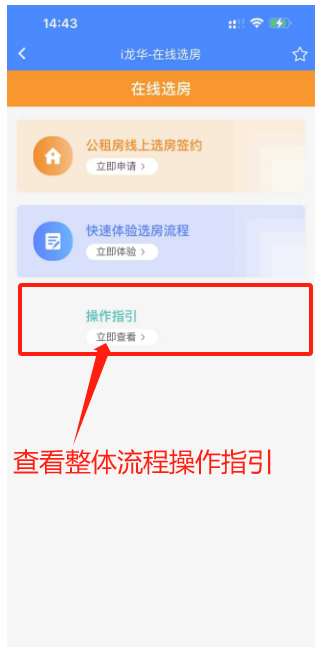 14:43
i龙华-在线选房
在线选房
公租房线上选房签约
立即申请 >
快速体验选房流程
立即体验 >
操作指引
立即查看 >
查看整体流程操作指引